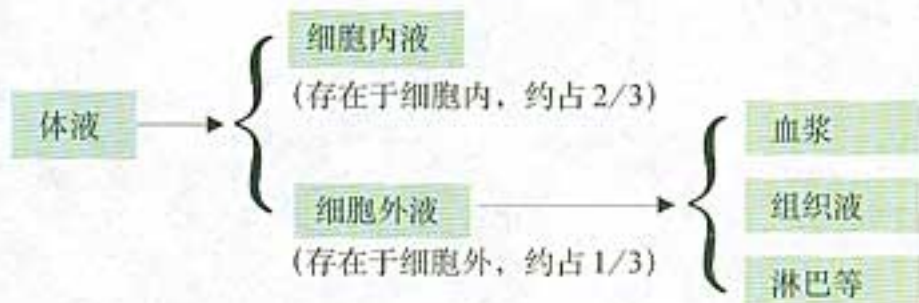 体液
细胞内液
(存在于细胞内，约占 2/3)
细胞外液
(存在于细胞外，约占 1/3)
血浆
组织液
淋巴等